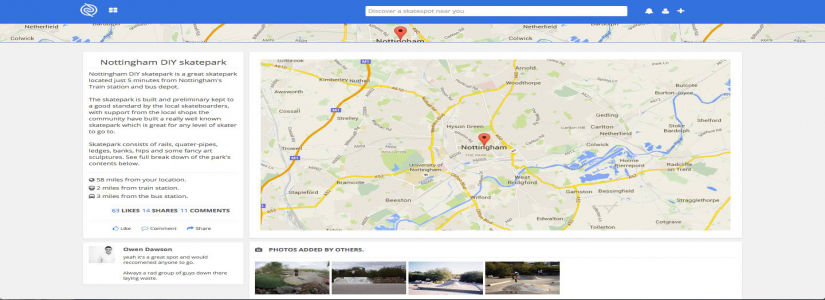 Discover a skatespot near you
Netherfield
Netherfield
Nottingham
Nottingham DIY skatepark
Nottingham DIY skatepark is a great skatepark
located just 5 minutes from Nottingham's
Train station and bus depot.
The skatepark is built and prelminary kept to
a good standard by the local skateboarders,
with support from the local shops the
community have built a really well known
skatepark which is great for any level of skater
to go to.
Skatepark consists of rails, quater-pipes,
ledges, banks, hips and some fancy art
sculptures. See full break down of the park's
contents below.
58 miles from your location.
2 miles from train station.
3 miles from the bus station.
63 LIKES 14 SHARES 11 COMMENTS
Like Comment Share
Owen Dawson
yeah it's a great spot and would
recomened anyone to go.
Always a rad group of guys down there
laying waste.
Kimberley
Nuthall
Arnold
Woodthorpe
Awsworth
Cossall
Strelley
Hyson Green
Trowell
Nottingham
THE PARK
University of
Nottingham
Stapleford
Bramcote
Beeston
Wilford
West
Bridgford
Gedling
Carlton
Netherfield
Colwick
Bulcote
Burton Joyce
Stoke
Bardolph
Shelford
Holme
Pierrepont
Radcliffe
on Trent
Gamston
Bassingfield
Edwalton
Tollerton
Cotgrave
PHOTOS ADDED BY OTHERS.